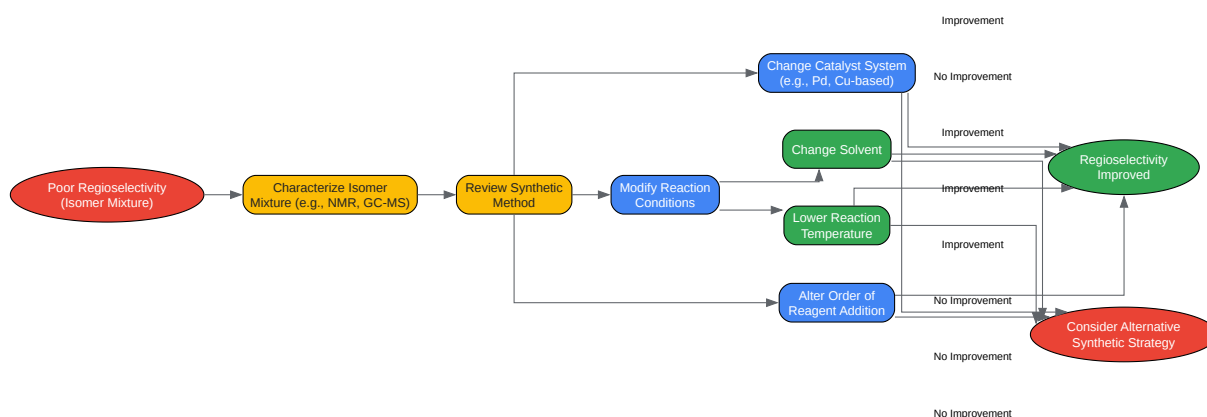 Improvement
Change Catalyst System
(e.g., Pd, Cu-based)
No Improvement
Improvement
Change Solvent
Regioselectivity
Improved
Poor Regioselectivity
(Isomer Mixture)
Characterize Isomer
Mixture (e.g., NMR, GC-MS)
Review Synthetic
Method
Modify Reaction
Conditions
Improvement
Lower Reaction
Temperature
Improvement
Alter Order of
Reagent Addition
No Improvement
Consider Alternative
Synthetic Strategy
No Improvement
No Improvement